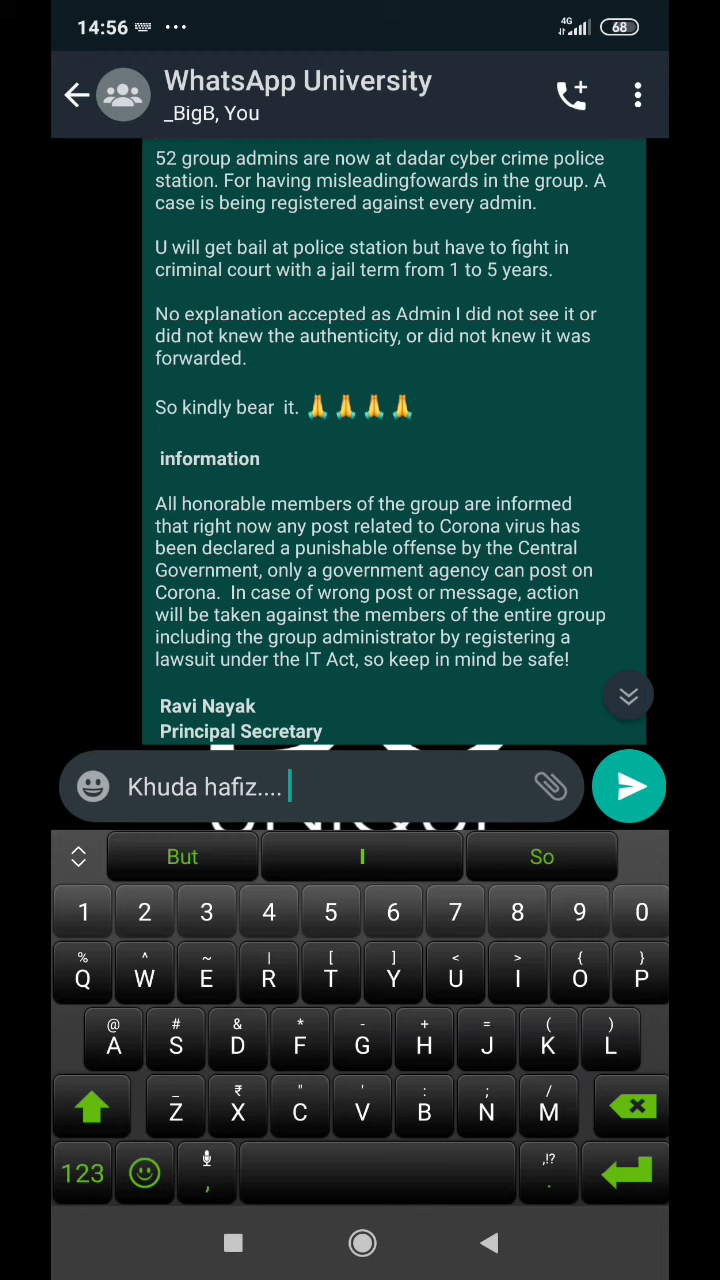 14:56 ... 4G 68
WhatsApp University
_BigB, You
52 group admins are now at dadar cyber crime police
station. For having misleadingfowards in the group. A
case is being registered against every admin.
U will get bail at police station but have to fight in
criminal court with a jail term from 1 to 5 years.
No explanation accepted as Admin I did not see it or
did not knew the authenticity, or did not knew it was
forwarded.
So kindly bear  it. 🙏 🙏 🙏 🙏
information
All honorable members of the group are informed
that right now any post related to Corona virus has
been declared a punishable offense by the Central
Government, only a government agency can post on
Corona.  In case of wrong post or message, action
will be taken against the members of the entire group
including the group administrator by registering a
lawsuit under the IT Act, so keep in mind be safe!
Ravi Nayak
Principal Secretary
Khuda hafiz....
But I So
1 2 3 4 5 6 7 8 9 0
% ^ ~ | [ ] < > { }
Q W E R T Y U I O P
@ # & * - + = ( )
A S D F G H J K L
_ ₹ " ' : ; /
Z X C V B N M
,!?
123 , .